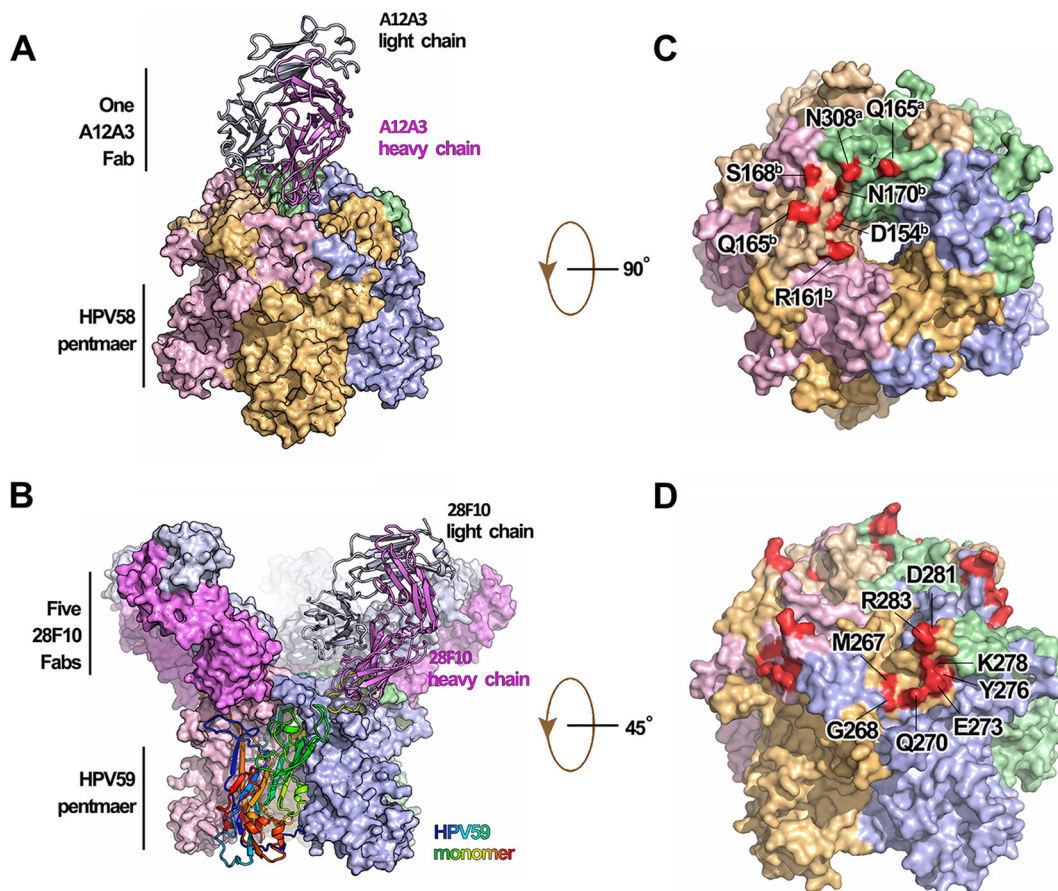 A
A12A3
light chain
One
A12A3
Fab
A12A3
heavy chain
HPV58
pentmaer
90°
C
N308ᵃ
Q165ᵃ
S168ᵇ
N170ᵇ
Q165ᵇ
D154ᵇ
R161ᵇ
B
28F10
light chain
Five
28F10
Fabs
28F10
heavy chain
HPV59
pentmaer
HPV59
monomer
45°
D
D281
R283
M267
K278
Y276
G268
E273
Q270